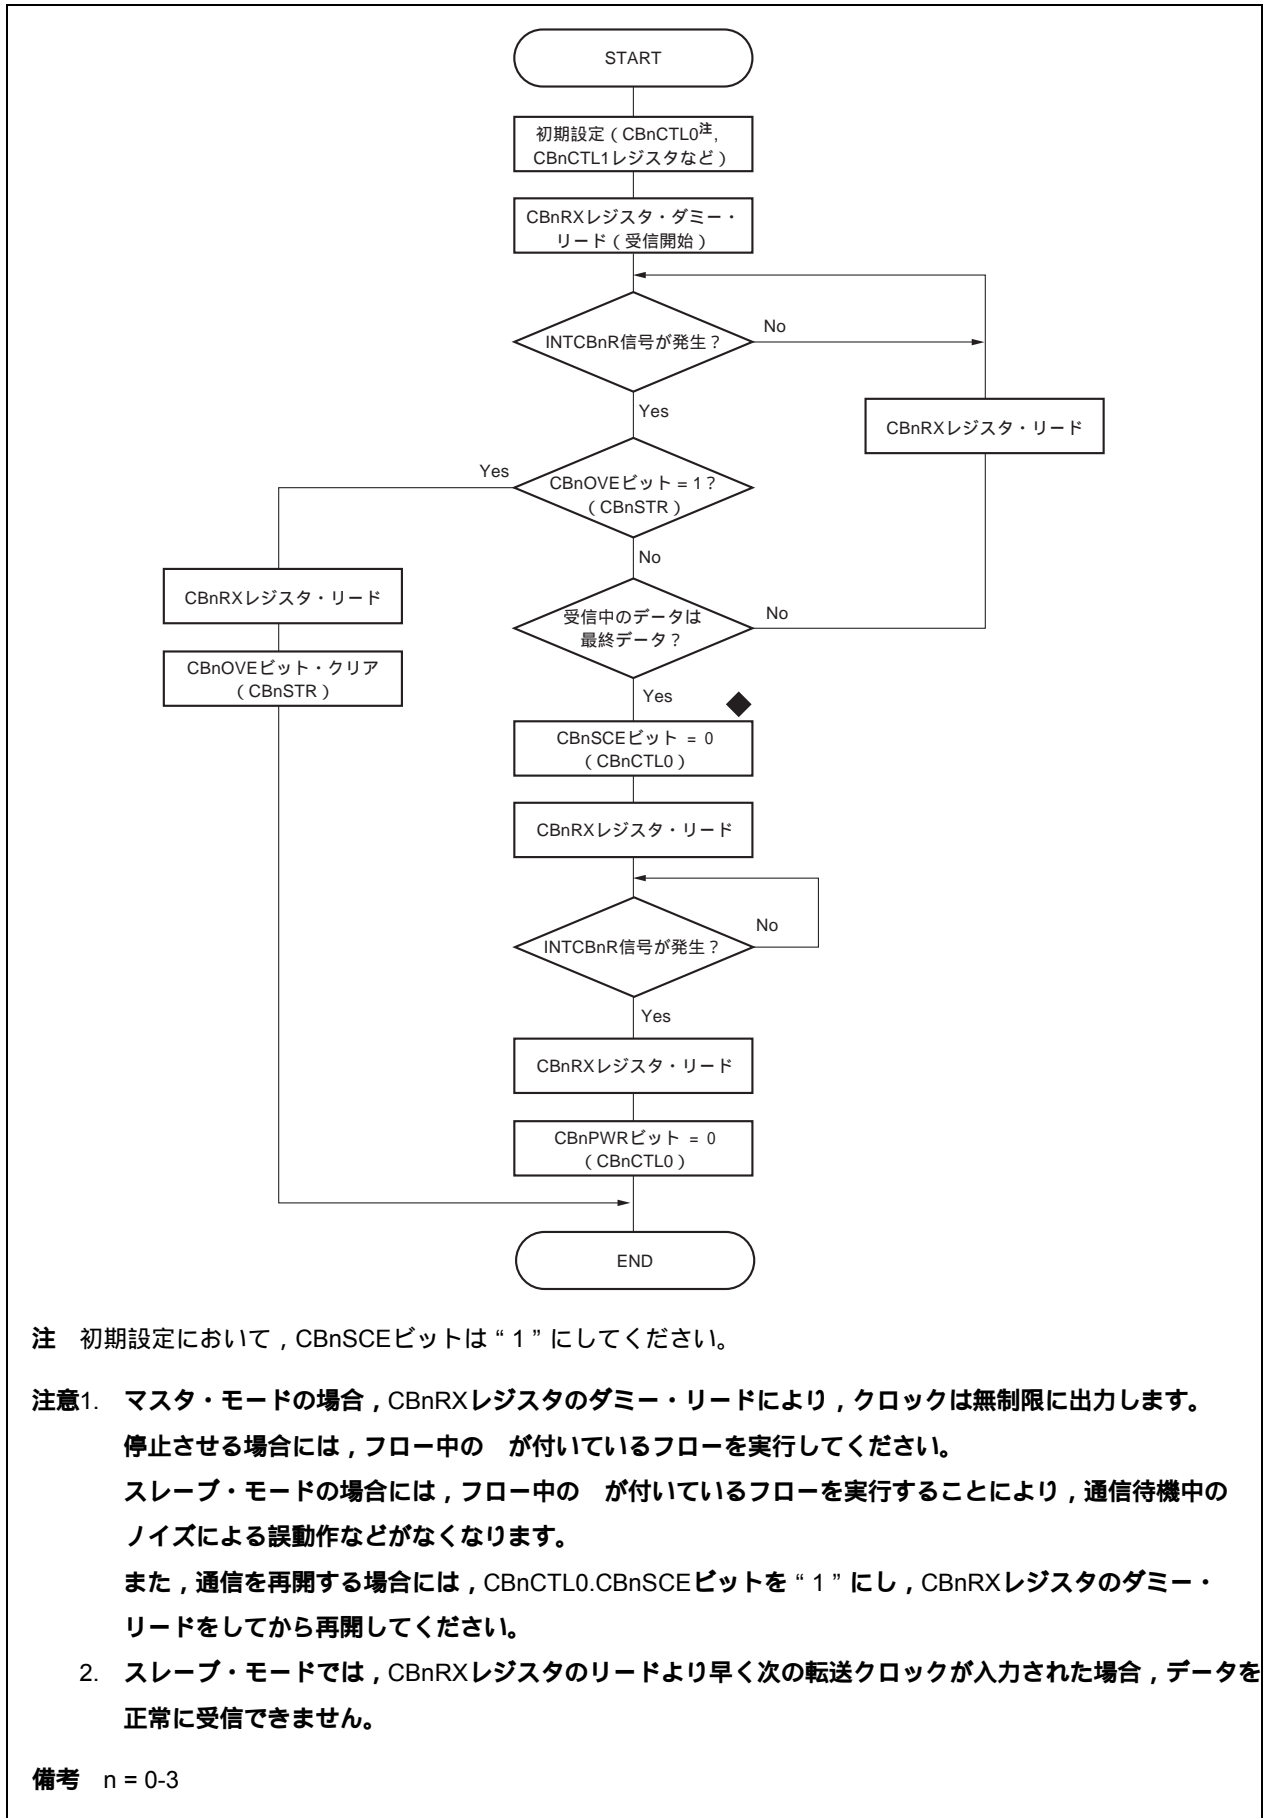 START
初期設定（CBnCTL0注,
CBnCTL1レジスタなど）
CBnRXレジスタ・ダミー・
リード（受信開始）
INTCBnR信号が発生？
No
Yes
CBnRXレジスタ・リード
CBnOVEビット = 1？
（CBnSTR）
Yes
No
CBnRXレジスタ・リード
CBnOVEビット・クリア
（CBnSTR）
受信中のデータは
最終データ？
No
Yes
CBnSCEビット = 0
（CBnCTL0）
CBnRXレジスタ・リード
INTCBnR信号が発生？
No
Yes
CBnRXレジスタ・リード
CBnPWRビット = 0
（CBnCTL0）
END
注 初期設定において，CBnSCEビットは“1”にしてください。
注意1. マスタ・モードの場合，CBnRXレジスタのダミー・リードにより，クロックは無制限に出力します。
停止させる場合には，フロー中の　が付いているフローを実行してください。
スレーブ・モードの場合には，フロー中の　が付いているフローを実行することにより，通信待機中の
ノイズによる誤動作などがなくなります。
また，通信を再開する場合には，CBnCTL0.CBnSCEビットを“1”にし，CBnRXレジスタのダミー・
リードをしてから再開してください。
2. スレーブ・モードでは，CBnRXレジスタのリードより早く次の転送クロックが入力された場合，データを
正常に受信できません。
備考 n = 0-3